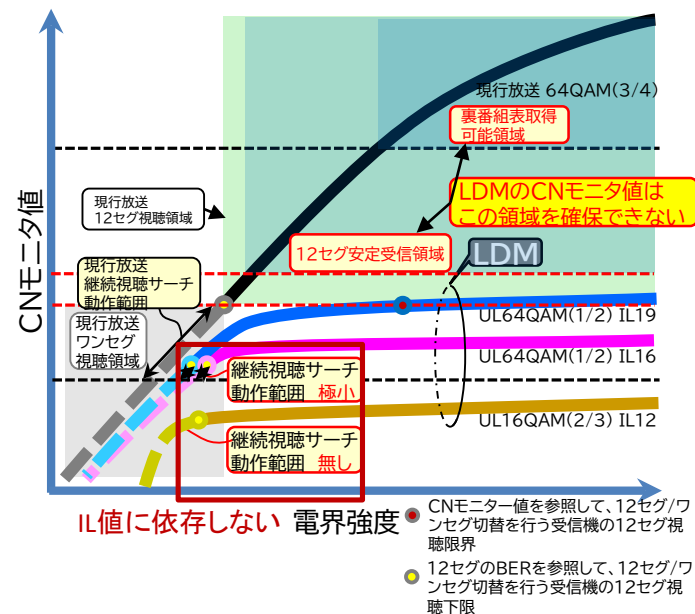 現行放送 64QAM(3/4)
裏番組表取得
可能領域
LDMのCNモニタ値は
この領域を確保できない
現行放送
12セグ視聴領域
12セグ安定受信領域
LDM
CNモニタ値
現行放送
継続視聴サーチ
動作範囲
現行放送
ワンセグ
視聴領域
UL64QAM(1/2) IL19
UL64QAM(1/2) IL16
継続視聴サーチ
動作範囲 極小
UL16QAM(2/3) IL12
継続視聴サーチ
動作範囲 無し
IL値に依存しない 電界強度
CNモニター値を参照して、12セグ/ワ
ンセグ切替を行う受信機の12セグ視
聴限界
12セグのBERを参照して、12セグ/ワ
ンセグ切替を行う受信機の12セグ視
聴下限